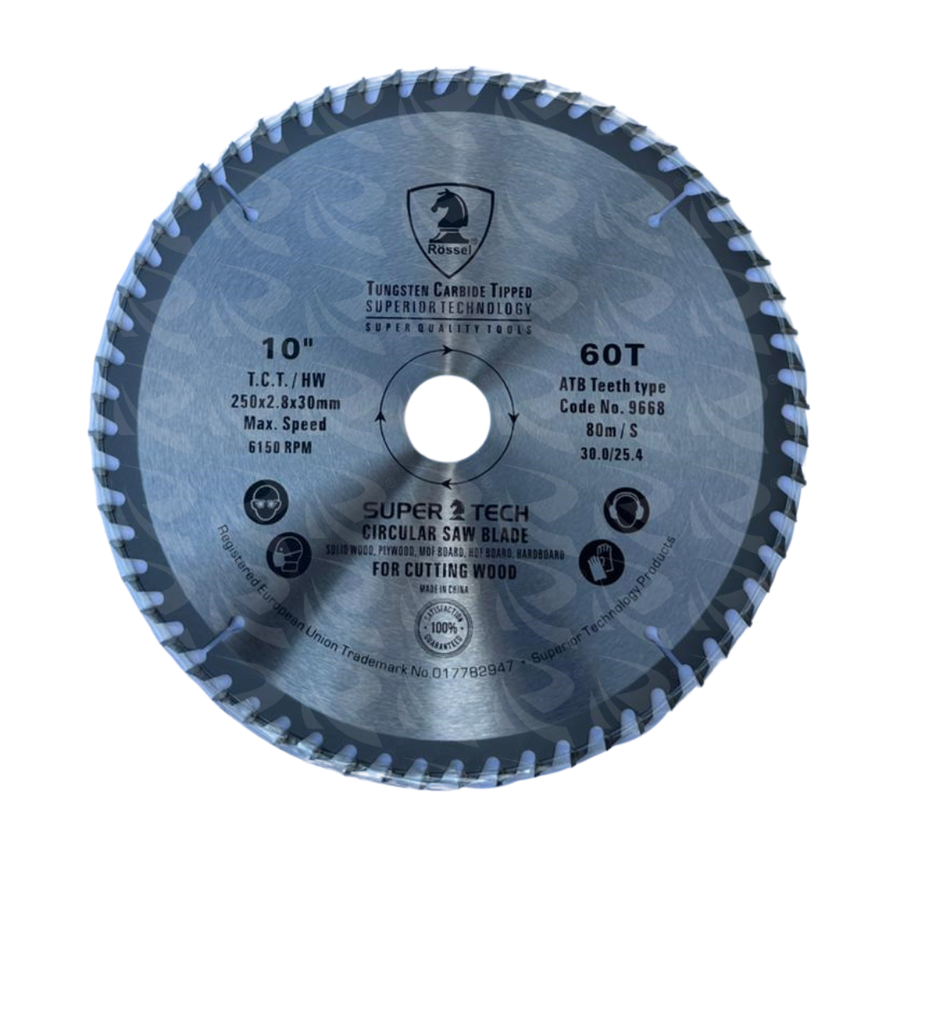 Rössel
TUNGSTEN CARBIDE TIPPED
SUPERIOR TECHNOLOGY
SUPER QUALITY TOOLS
10"
T.C.T. / HW
250x2.8x30mm
Max. Speed
6150 RPM
60T
ATB Teeth type
Code No. 9668
80m / S
30.0/25.4
SUPER TECH
CIRCULAR SAW BLADE
SOLID WOOD, PLYWOOD, MDF BOARD, HDF BOARD, HARDBOARD
FOR CUTTING WOOD
MADE IN CHINA
SATISFACTION
100%
GUARANTEED
Registered European Union Trademark No.017782947 • Superior Technology Products